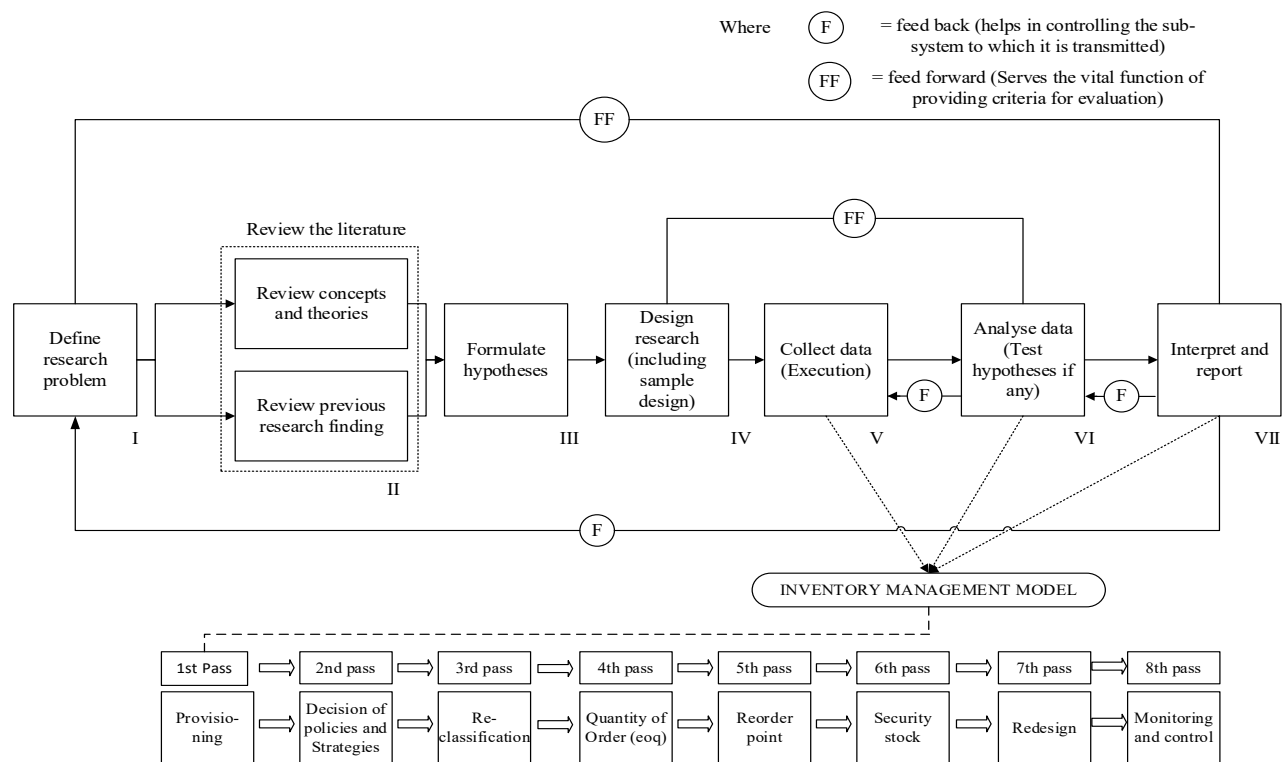 Where
F
= feed back (helps in controlling the sub-
system to which it is transmitted)
FF
= feed forward (Serves the vital function of
providing criteria for evaluation)
FF
FF
Review the literature
Review concepts
and theories
Review previous
research finding
II
Define
research
problem
I
Formulate
hypotheses
III
Design
research
(including
sample
design)
IV
Collect data
(Execution)
V
F
Analyse data
(Test
hypotheses if
any)
VI
F
Interpret and
report
VII
F
INVENTORY MANAGEMENT MODEL
1st Pass
2nd pass
3rd pass
4th pass
5th pass
6th pass
7th pass
8th pass
Provisio-
ning
Decision of
policies and
Strategies
Re-
classification
Quantity of
Order (eoq)
Reorder
point
Security
stock
Redesign
Monitoring
and control